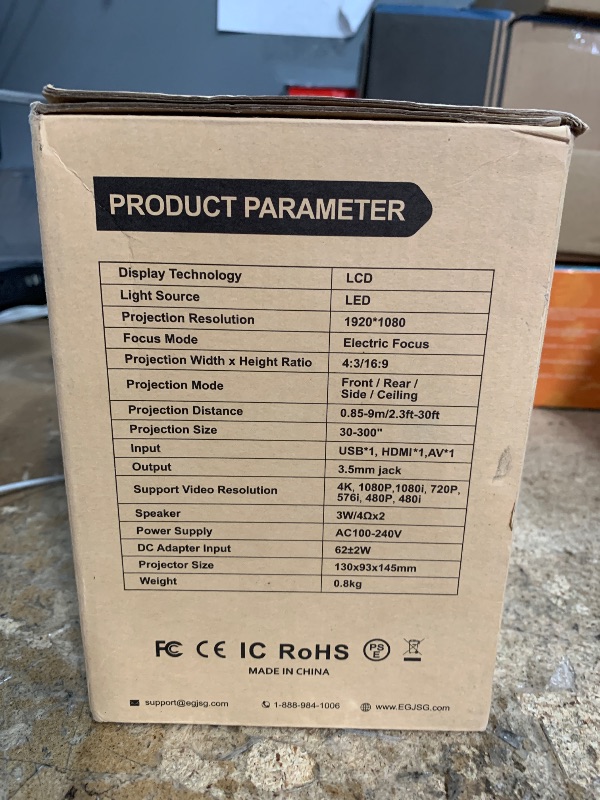 PRODUCT PARAMETER
Display Technology LCD
Light Source LED
Projection Resolution 1920*1080
Focus Mode Electric Focus
Projection Width x Height Ratio 4:3/16:9
Projection Mode Front / Rear /
Side / Ceiling
Projection Distance 0.85-9m/2.3ft-30ft
Projection Size 30-300"
Input USB*1, HDMI*1,AV*1
Output 3.5mm jack
Support Video Resolution 4K, 1080P,1080i, 720P,
576i, 480P, 480i
Speaker 3W/4Ωx2
Power Supply AC100-240V
DC Adapter Input 62±2W
Projector Size 130x93x145mm
Weight 0.8kg
FC CE IC RoHS PSE
MADE IN CHINA
support@egjsg.com 1-888-984-1006 www.EGJSG.com